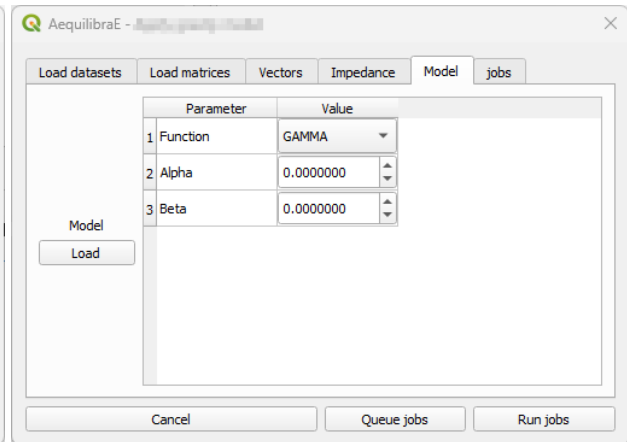 AequilibraE -
Load datasets Load matrices Vectors Impedance Model jobs
Parameter Value
1 Function GAMMA
2 Alpha 0.0000000
3 Beta 0.0000000
Model
Load
Cancel Queue jobs Run jobs